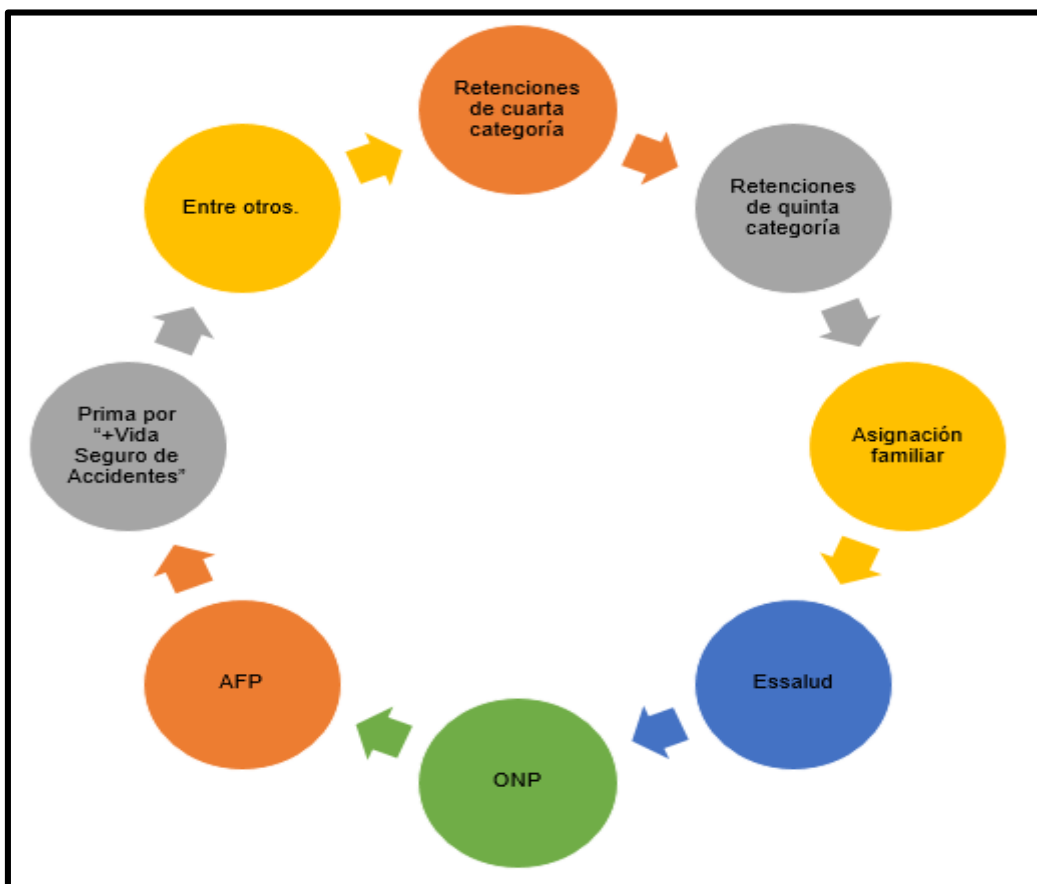 Retenciones
de cuarta
categoría
Retenciones
de quinta
categoría
Asignación
familiar
Essalud
ONP
AFP
Prima por
“+Vida
Seguro de
Accidentes”
Entre otros.